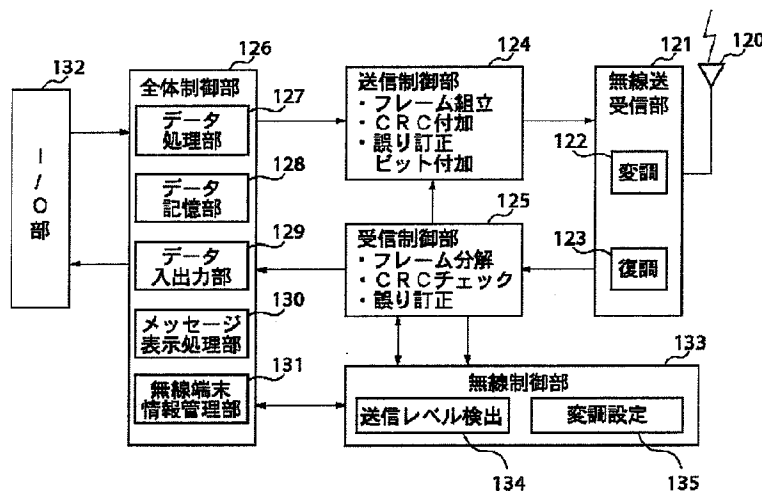 132
I/O部
126
全体制御部
127
データ
処理部
128
データ
記憶部
129
データ
入出力部
130
メッセージ
表示処理部
131
無線端末
情報管理部
124
送信制御部
・フレーム組立
・CRC付加
・誤り訂正
ビット付加
125
受信制御部
・フレーム分解
・CRCチェック
・誤り訂正
121
無線送
受信部
122
変調
123
復調
120
133
無線制御部
送信レベル検出
変調設定
134
135